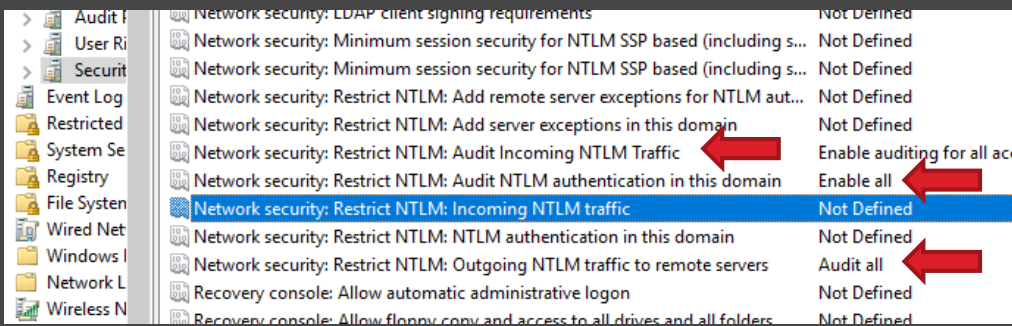 Audit F
User Ri
Securit
Event Log
Restricted
System Se
Registry
File System
Wired Net
Windows
Network L
Wireless N
Network security: LDAP client signing requirements Not Defined
Network security: Minimum session security for NTLM SSP based (including s... Not Defined
Network security: Minimum session security for NTLM SSP based (including s... Not Defined
Network security: Restrict NTLM: Add remote server exceptions for NTLM aut... Not Defined
Network security: Restrict NTLM: Add server exceptions in this domain Not Defined
Network security: Restrict NTLM: Audit Incoming NTLM Traffic Enable auditing for all acc
Network security: Restrict NTLM: Audit NTLM authentication in this domain Enable all
Network security: Restrict NTLM: Incoming NTLM traffic Not Defined
Network security: Restrict NTLM: NTLM authentication in this domain Not Defined
Network security: Restrict NTLM: Outgoing NTLM traffic to remote servers Audit all
Recovery console: Allow automatic administrative logon Not Defined
Recovery console: Allow floppy copy and access to all drives and all folders Not Defined